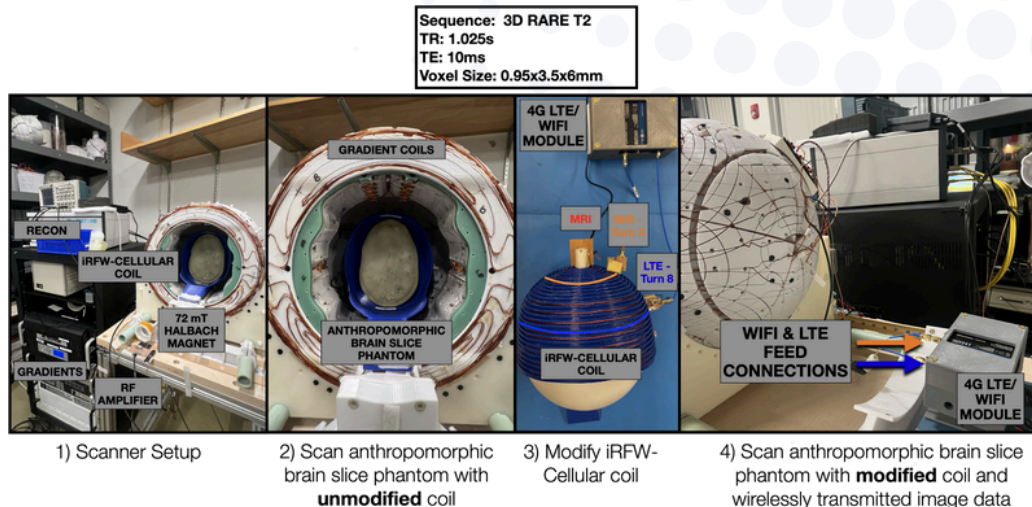 Sequence: 3D RARE T2
TR: 1.025s
TE: 10ms
Voxel Size: 0.95x3.5x6mm
RECON
iRFW-CELLULAR
COIL
72 mT
HALBACH
MAGNET
GRADIENTS
RF
AMPLIFIER
GRADIENT COILS
ANTHROPOMORPHIC
BRAIN SLICE
PHANTOM
4G LTE/
WIFI
MODULE
MRI
LTE -
Turn 8
iRFW-CELLULAR
COIL
WIFI & LTE
FEED
CONNECTIONS
4G LTE/
WIFI
MODULE
1) Scanner Setup
2) Scan anthropomorphic
brain slice phantom with
unmodified coil
3) Modify iRFW-
Cellular coil
4) Scan anthropomorphic brain slice
phantom with modified coil and
wirelessly transmitted image data